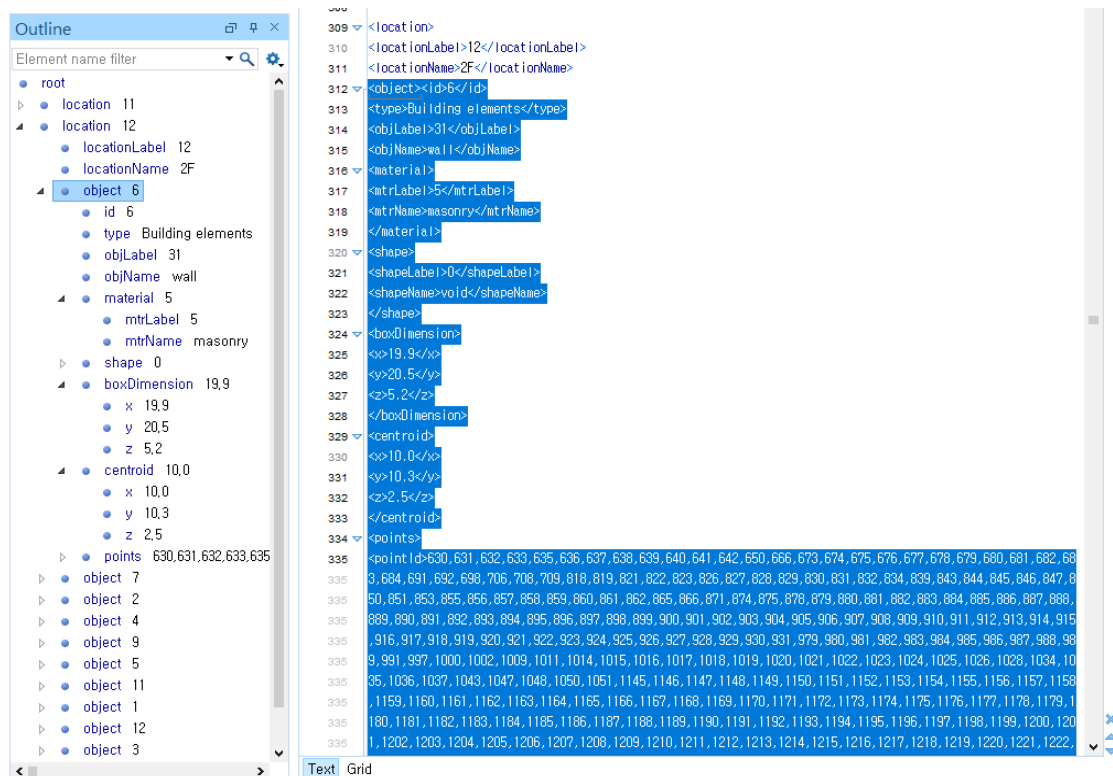 Outline
Element name filter
root
location 11
location 12
locationLabel 12
locationName 2F
object 6
id 6
type Building elements
objLabel 31
objName wall
material 5
mtrLabel 5
mtrName masonry
shape 0
boxDimension 19,9
x 19,9
y 20,5
z 5,2
centroid 10,0
x 10,0
y 10,3
z 2,5
points 630,631,632,633,635
object 7
object 2
object 4
object 9
object 5
object 11
object 1
object 12
object 3
309 <location>
310 <locationLabel>12</locationLabel>
311 <locationName>2F</locationName>
312 <object><id>6</id>
313 <type>Building elements</type>
314 <objLabel>31</objLabel>
315 <objName>wall</objName>
316 <material>
317 <mtrLabel>5</mtrLabel>
318 <mtrName>masonry</mtrName>
319 </material>
320 <shape>
321 <shapeLabel>0</shapeLabel>
322 <shapeName>void</shapeName>
323 </shape>
324 <boxDimension>
325 <x>19.9</x>
326 <y>20.5</y>
327 <z>5.2</z>
328 </boxDimension>
329 <centroid>
330 <x>10.0</x>
331 <y>10.3</y>
332 <z>2.5</z>
333 </centroid>
334 <points>
335 <pointId>630,631,632,633,635,636,637,638,639,640,641,642,650,666,673,674,675,676,677,678,679,680,681,682,68
335 3,684,691,692,698,706,708,709,818,819,821,822,823,826,827,828,829,830,831,832,834,839,843,844,845,846,847,8
335 50,851,853,855,856,857,858,859,860,861,862,865,866,871,874,875,878,879,880,881,882,883,884,885,886,887,888,
335 889,890,891,892,893,894,895,896,897,898,899,900,901,902,903,904,905,906,907,908,909,910,911,912,913,914,915
335 ,916,917,918,919,920,921,922,923,924,925,926,927,928,929,930,931,979,980,981,982,983,984,985,986,987,988,98
335 9,991,997,1000,1002,1009,1011,1014,1015,1016,1017,1018,1019,1020,1021,1022,1023,1024,1025,1026,1028,1034,10
335 35,1036,1037,1043,1047,1048,1050,1051,1145,1146,1147,1148,1149,1150,1151,1152,1153,1154,1155,1156,1157,1158
335 ,1159,1160,1161,1162,1163,1164,1165,1166,1167,1168,1169,1170,1171,1172,1173,1174,1175,1176,1177,1178,1179,1
335 180,1181,1182,1183,1184,1185,1186,1187,1188,1189,1190,1191,1192,1193,1194,1195,1196,1197,1198,1199,1200,120
335 1,1202,1203,1204,1205,1206,1207,1208,1209,1210,1211,1212,1213,1214,1215,1216,1217,1218,1219,1220,1221,1222,
Text Grid